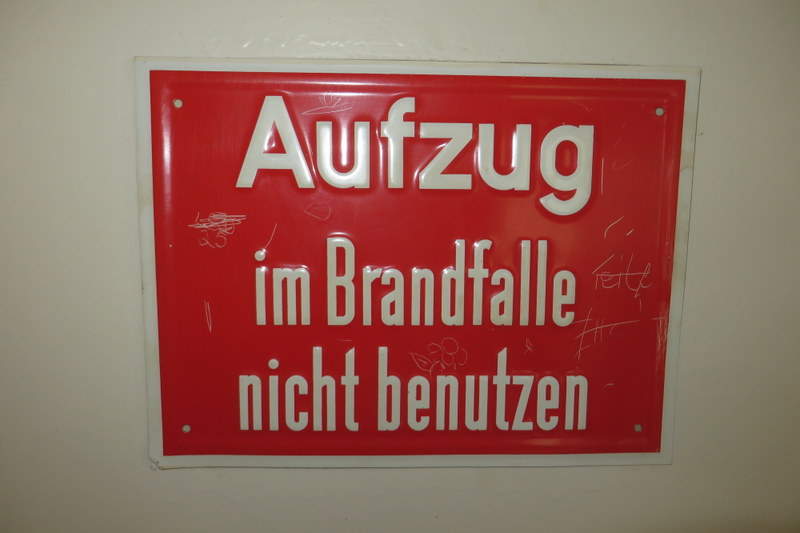 Aufzug
im Brandfalle
nicht benutzen